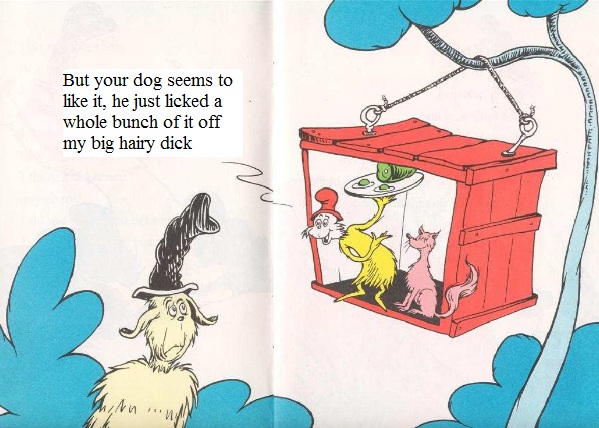 But your dog seems to
like it, he just licked a
whole bunch of it off
my big hairy dick